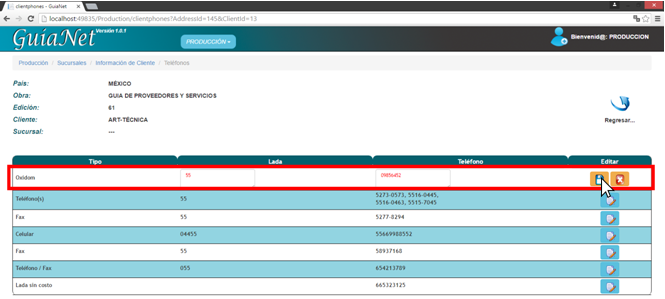 clientphones - GuiaNet
localhost:49835/Production/clientphones?AddressId=145&ClientId=13
GuíaNet Versión 1.0.1
PRODUCCIÓN
Bienvenid@: PRODUCCION
Producción / Sucursales / Información de Cliente / Teléfonos
País: MÉXICO
Obra: GUIA DE PROVEEDORES Y SERVICIOS
Edición: 61
Cliente: ART-TÉCNICA
Sucursal: ---
Regresar...
Tipo Lada Teléfono Editar
Oxidom 55 09856452
Teléfono(s) 55 5273-0573, 5516-0445,
5516-0463, 5515-7045
Fax 55 5277-8294
Celular 04455 55669988552
Fax 55 58937168
Teléfono / Fax 055 654213789
Lada sin costo 665323125